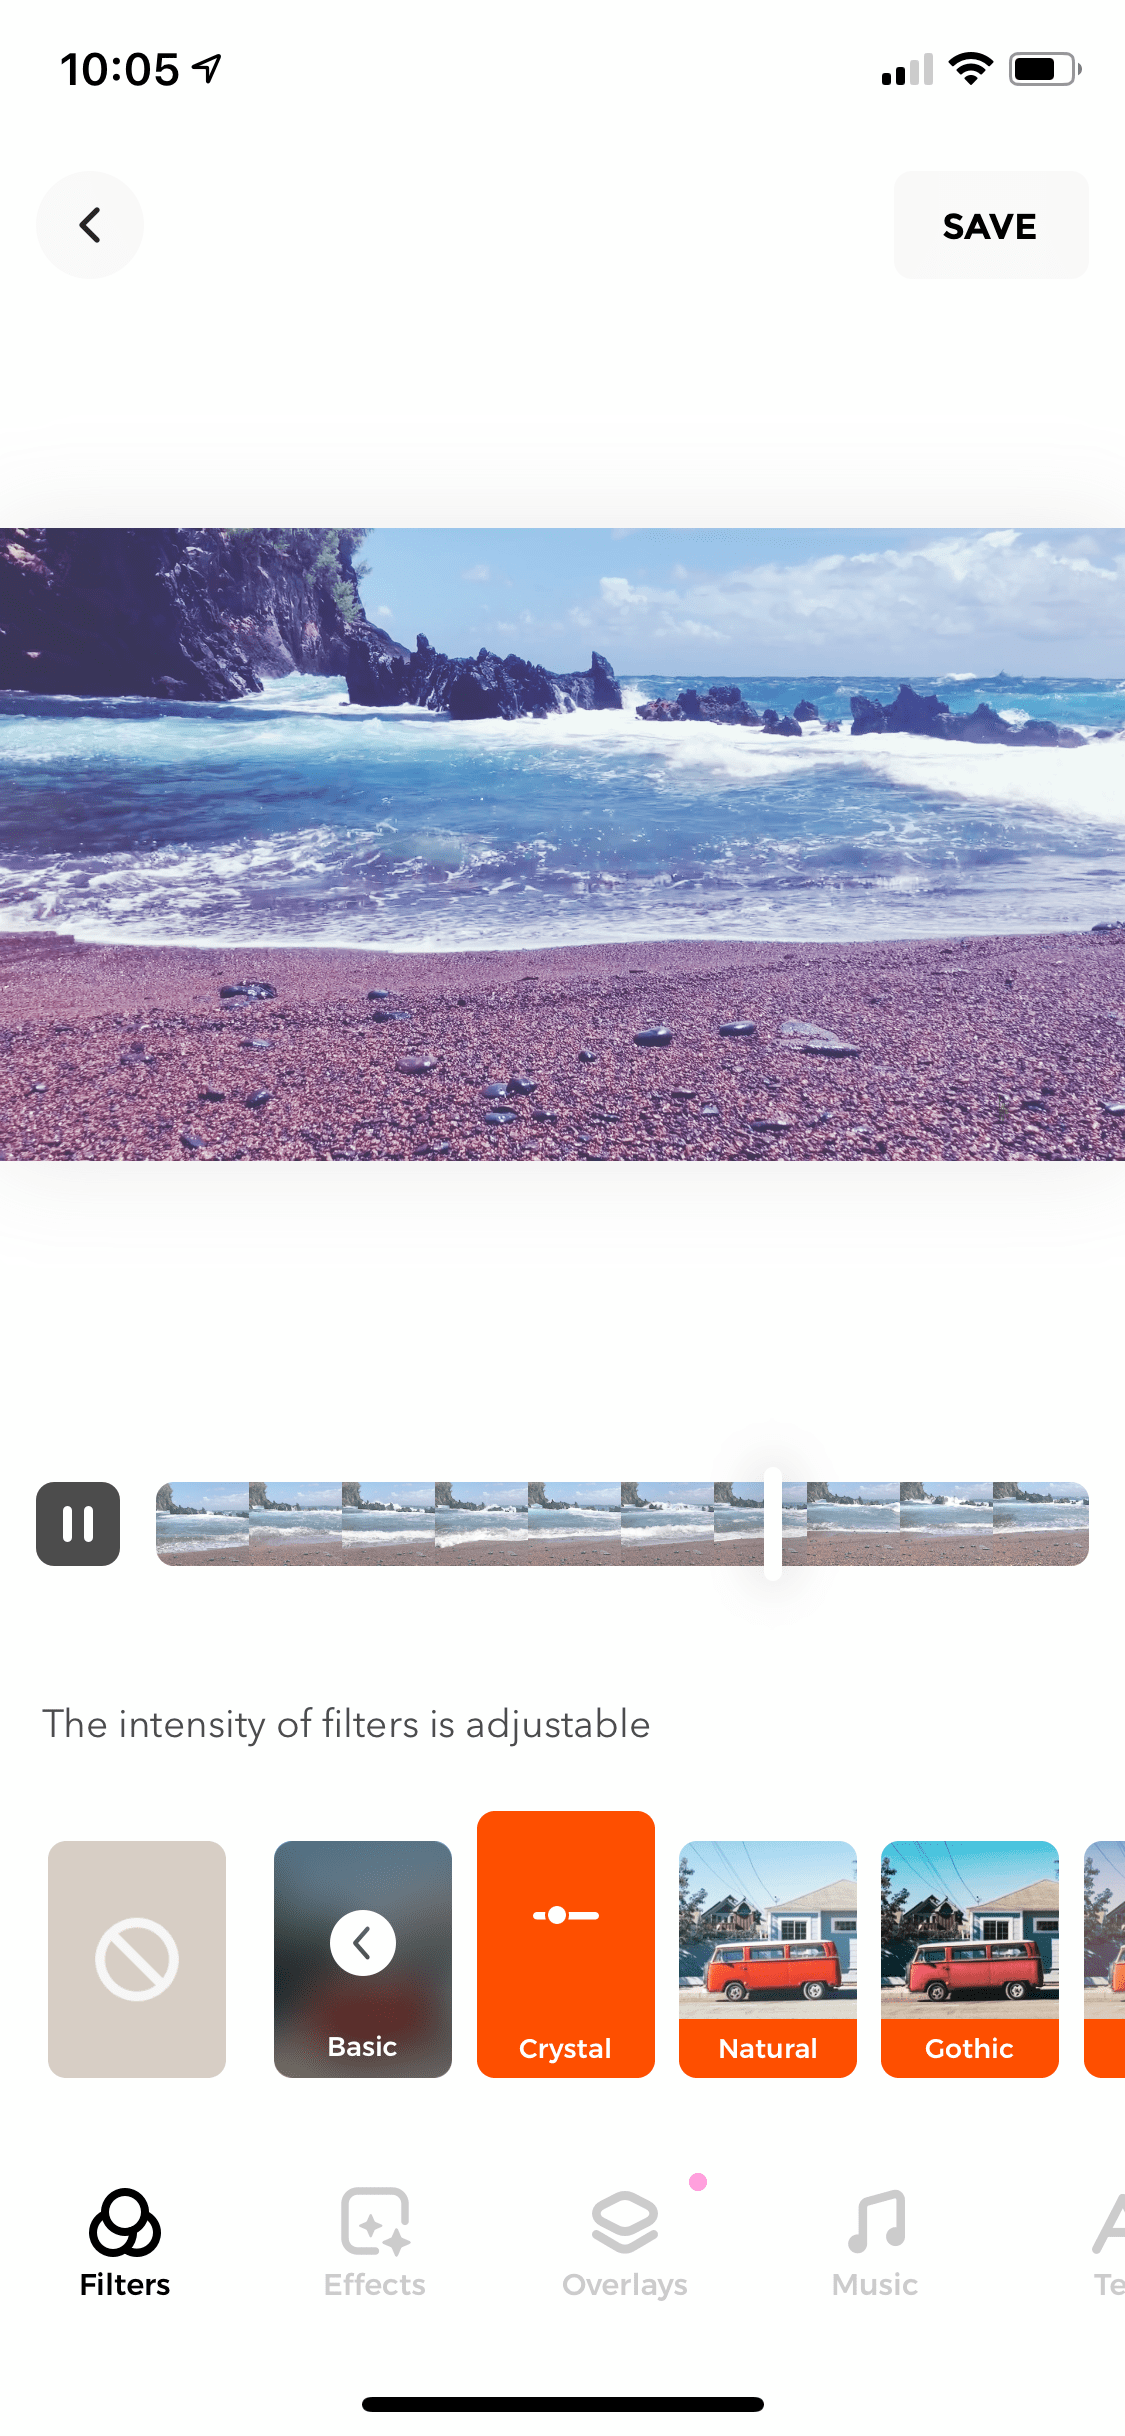 10:05
SAVE
The intensity of filters is adjustable
Basic
Crystal
Natural
Gothic
Filters
Effects
Overlays
Music
Te